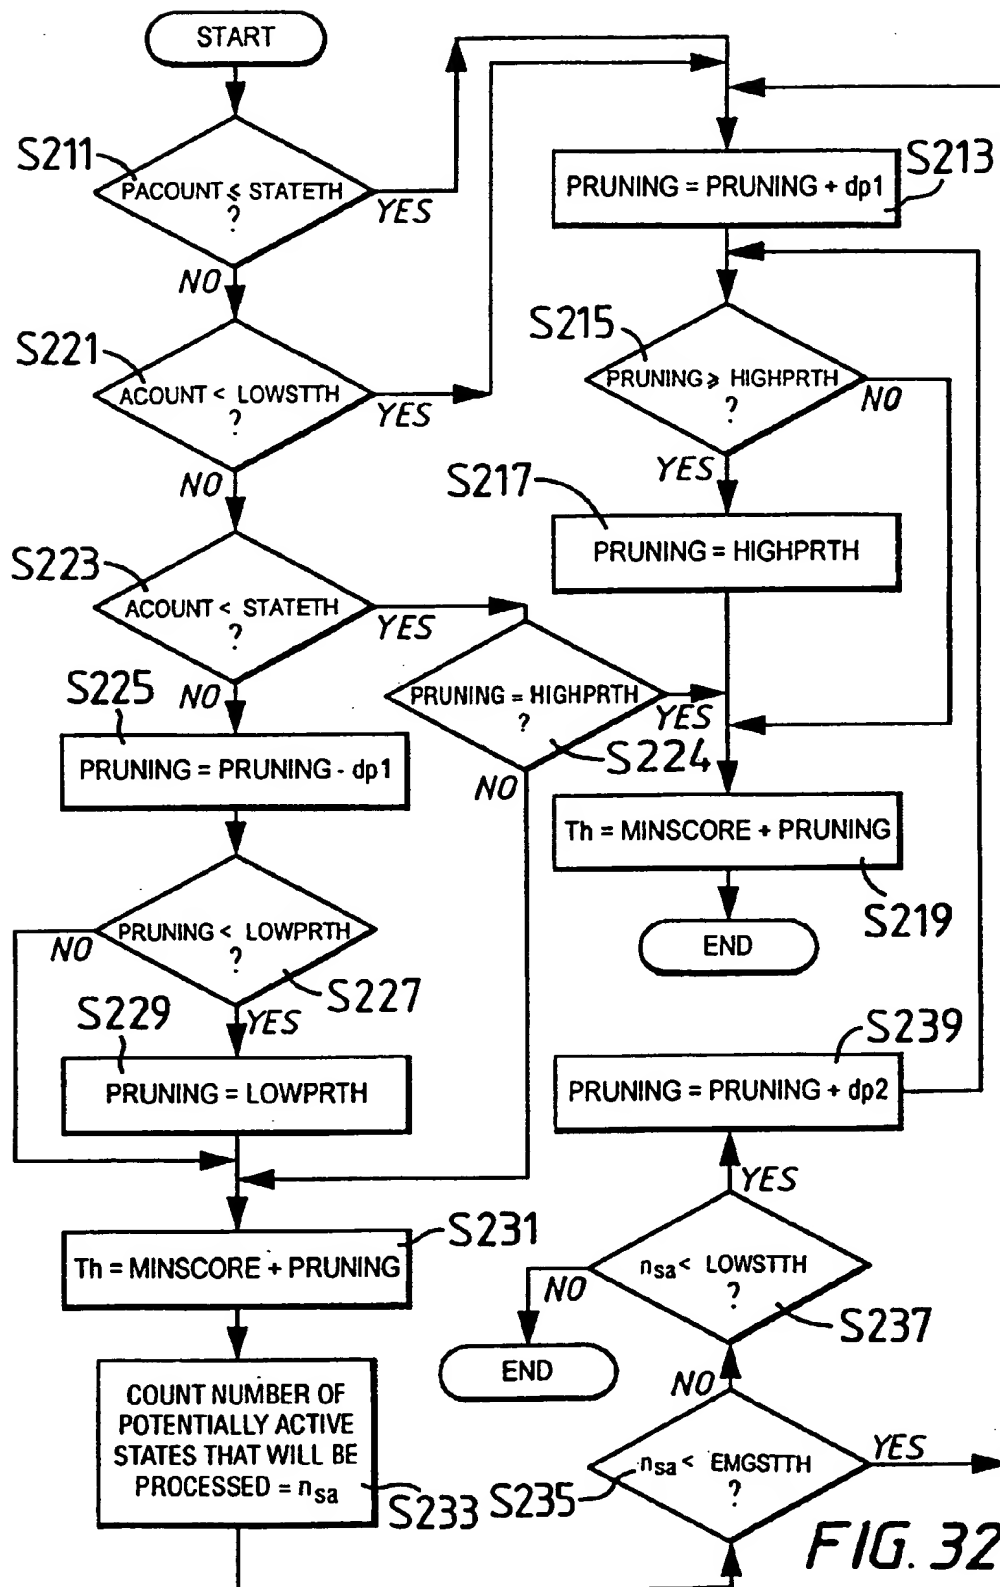 START
S211
PACOUNT ⩽ STATETH
?
YES
NO
S213
PRUNING = PRUNING + dp1
S221
ACOUNT < LOWSTTH
?
YES
NO
S215
PRUNING ⩾ HIGHPRTH
?
NO
YES
S217
PRUNING = HIGHPRTH
S223
ACOUNT < STATETH
?
YES
NO
PRUNING = HIGHPRTH
?
YES
S224
NO
S225
PRUNING = PRUNING - dp1
Th = MINSCORE + PRUNING
S219
END
PRUNING < LOWPRTH
?
NO
S227
YES
S229
PRUNING = LOWPRTH
S239
PRUNING = PRUNING + dp2
YES
S231
Th = MINSCORE + PRUNING
nsa < LOWSTTH
?
NO
S237
END
NO
COUNT NUMBER OF
POTENTIALLY ACTIVE
STATES THAT WILL BE
PROCESSED = nsa
S233
S235
nsa < EMGSTTH
?
YES
FIG. 32